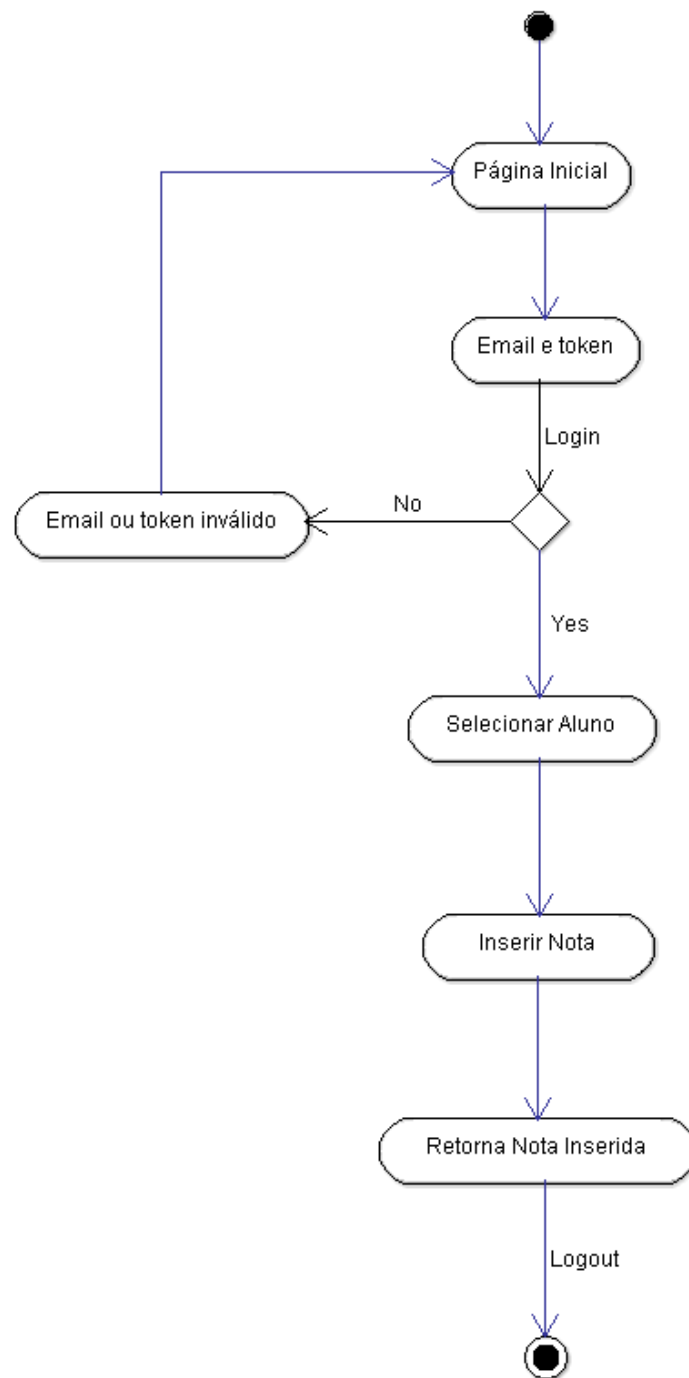 Página Inicial
Email e token
Login
No
Email ou token inválido
Yes
Selecionar Aluno
Inserir Nota
Retorna Nota Inserida
Logout